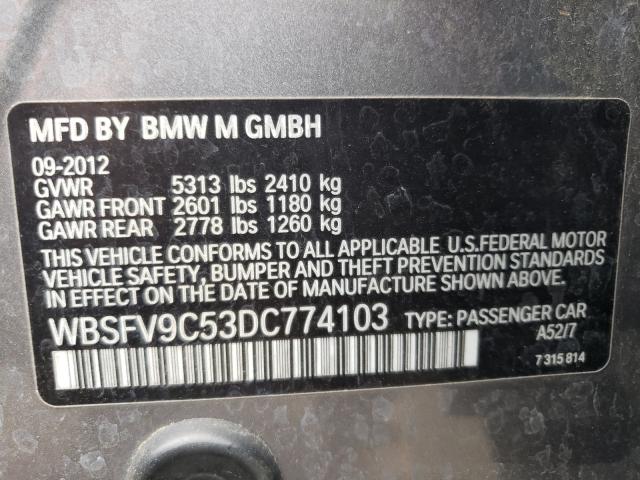 MFD BY BMW M GMBH
09-2012
GVWR 5313 lbs 2410 kg
GAWR FRONT 2601 lbs 1180 kg
GAWR REAR 2778 lbs 1260 kg
THIS VEHICLE CONFORMS TO ALL APPLICABLE U.S.FEDERAL MOTOR
VEHICLE SAFETY, BUMPER AND THEFT PREVENTION STANDARDS
IN EFFECT ON THE DATE OF MANUFACTURE SHOWN ABOVE.
WBSFV9C53DC774103 TYPE: PASSENGER CAR
A52/7
7 315 814